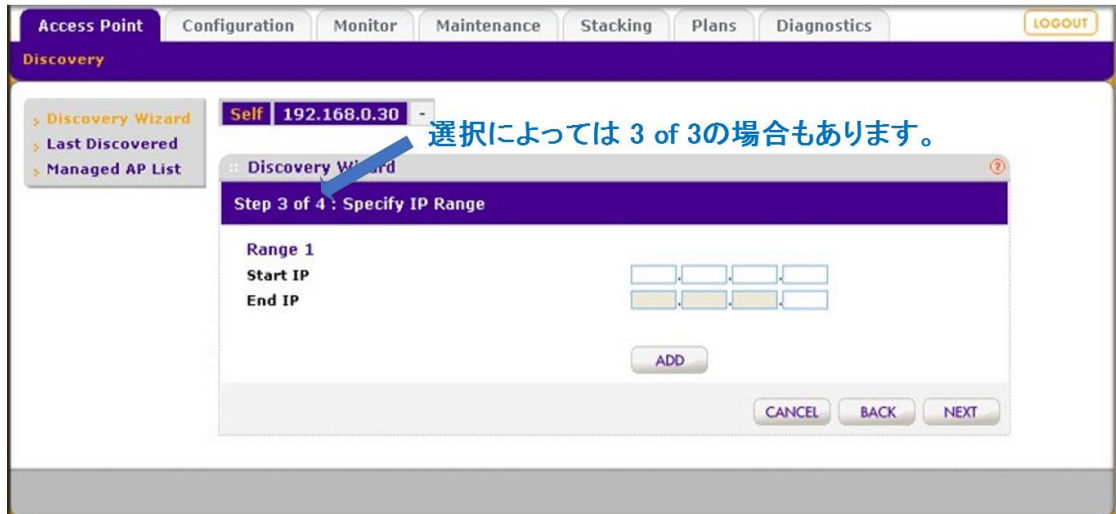 Access Point Configuration Monitor Maintenance Stacking Plans Diagnostics LOGOUT
Discovery
Discovery Wizard
Last Discovered
Managed AP List
Self 192.168.0.30 -
選択によっては 3 of 3の場合もあります。
Discovery Wizard ?
Step 3 of 4 : Specify IP Range
Range 1
Start IP . . .
End IP . . .
ADD
CANCEL BACK NEXT